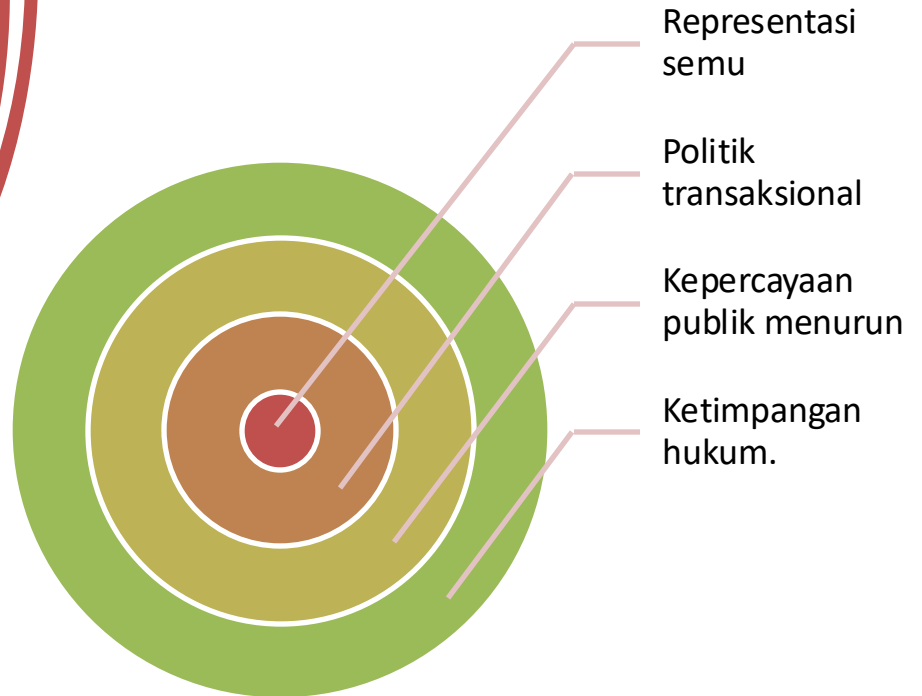 Representasi
semu
Politik
transaksional
Kepercayaan
publik menurun
Ketimpangan
hukum.